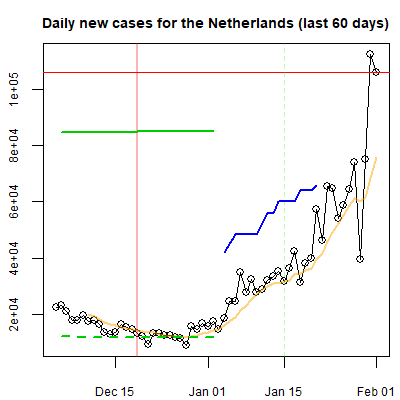 Daily new cases for the Netherlands (last 60 days)
1e+05
8e+04
6e+04
4e+04
2e+04
Dec 15
Jan 01
Jan 15
Feb 01